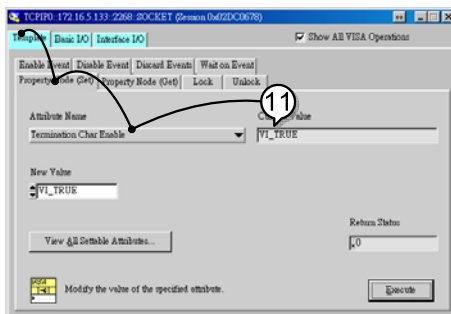 TCPIP0::172.16.5.133::2268::SOCKET (Session 0x02DC0678)
Template Basic I/O Interface I/O
Show All VISA Operations
Enable Event Disable Event Discard Events Wait on Event
Property Node (Set) Property Node (Get) Lock Unlock
11
Attribute Name
Value
Termination Char Enable
VI_TRUE
New Value
VI_TRUE
Return Status
View All Settable Attributes...
0
Modify the value of the specified attribute.
Execute